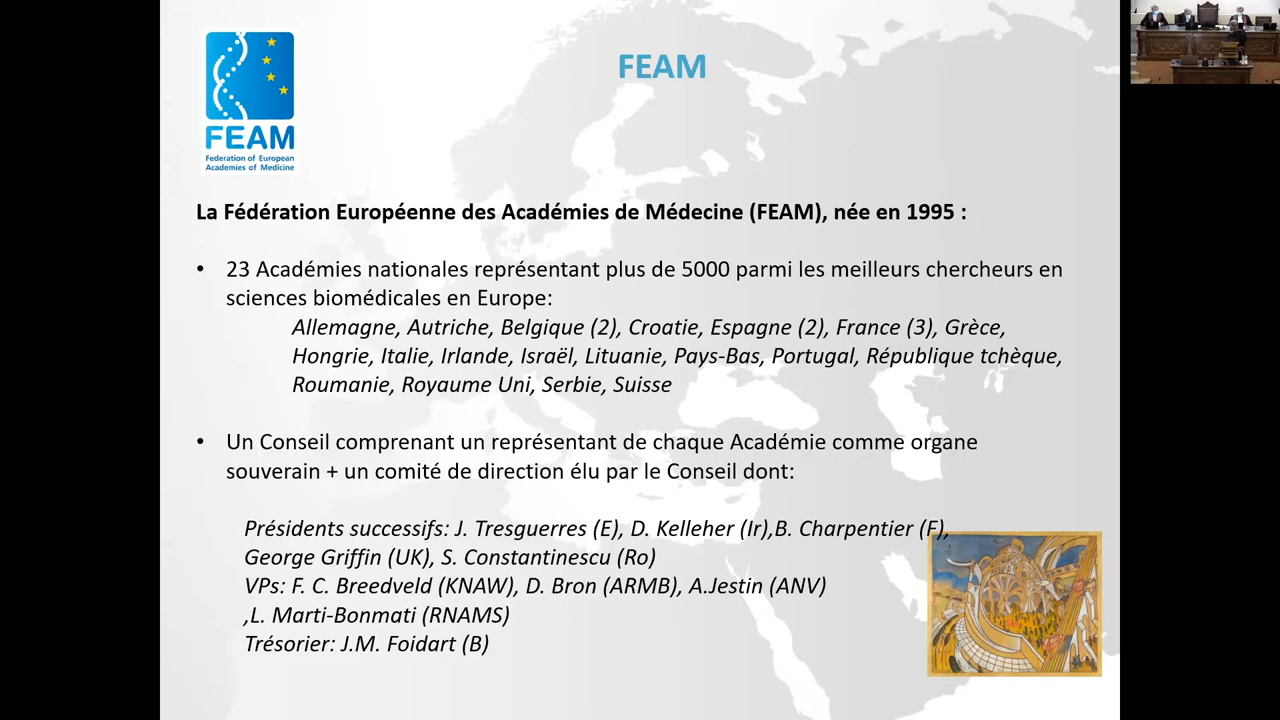 FEAM
FEAM
Federation of European
Academies of Medicine
La Fédération Européenne des Académies de Médecine (FEAM), née en 1995 :
• 23 Académies nationales représentant plus de 5000 parmi les meilleurs chercheurs en
sciences biomédicales en Europe:
Allemagne, Autriche, Belgique (2), Croatie, Espagne (2), France (3), Grèce,
Hongrie, Italie, Irlande, Israël, Lituanie, Pays-Bas, Portugal, République tchèque,
Roumanie, Royaume Uni, Serbie, Suisse
• Un Conseil comprenant un représentant de chaque Académie comme organe
souverain + un comité de direction élu par le Conseil dont:
Présidents successifs: J. Tresguerres (E), D. Kelleher (Ir),B. Charpentier (F),
George Griffin (UK), S. Constantinescu (Ro)
VPs: F. C. Breedveld (KNAW), D. Bron (ARMB), A.Jestin (ANV)
,L. Marti-Bonmati (RNAMS)
Trésorier: J.M. Foidart (B)